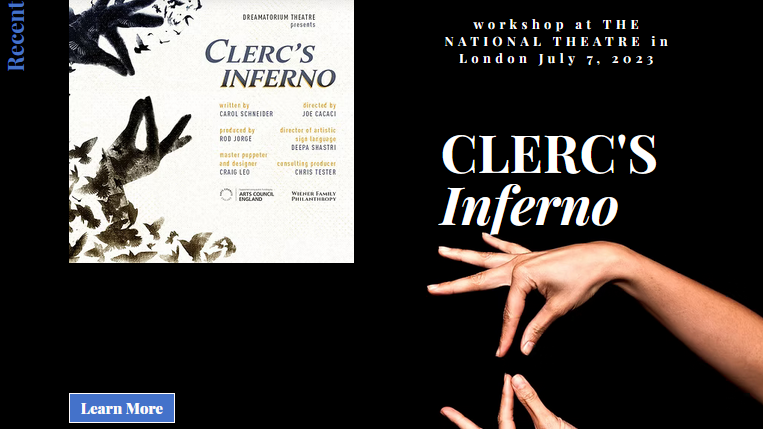 Recent
DREAMATORIUM THEATRE
presents
CLERC'S
INFERNO
written by
CAROL SCHNEIDER
directed by
JOE CACACI
produced by
ROD JORGE
director of artistic
sign language
DEEPA SHASTRI
master puppeteer
and designer
CRAIG LEO
consulting producer
CHRIS TESTER
ARTS COUNCIL
ENGLAND
WIENER FAMILY
PHILANTHROPY
Learn More
workshop at THE
NATIONAL THEATRE in
London July 7, 2023
CLERC'S
Inferno